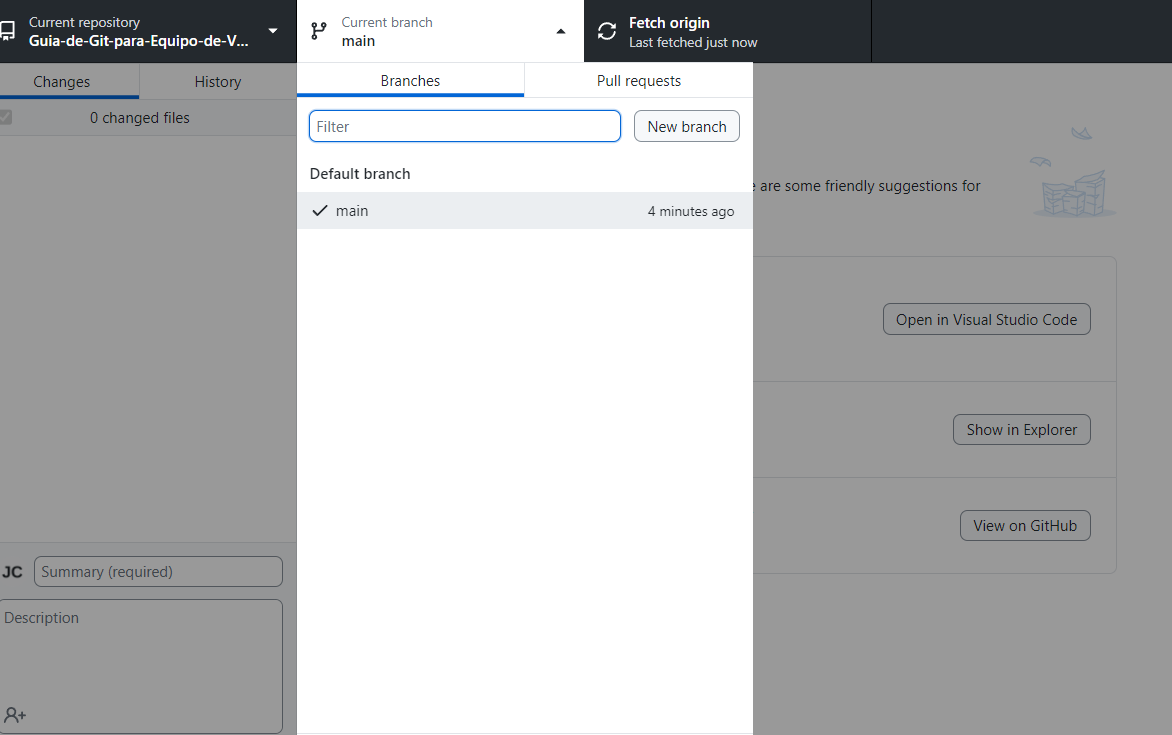 Current repository
Guia-de-Git-para-Equipo-de-V...
Current branch
main
Fetch origin
Last fetched just now
Changes
History
0 changed files
Branches
Pull requests
Filter
New branch
Default branch
main
4 minutes ago
are some friendly suggestions for
Open in Visual Studio Code
Show in Explorer
View on GitHub
JC
Summary (required)
Description